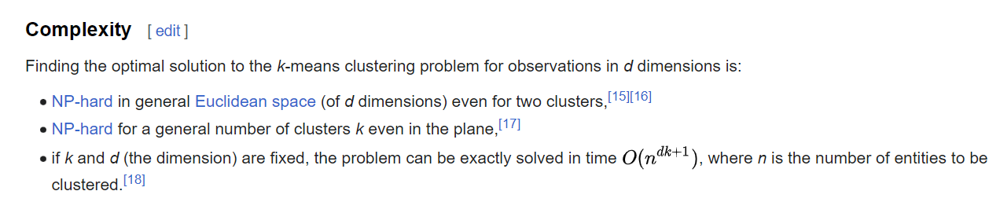 Complexity [ edit ]
Finding the optimal solution to the k-means clustering problem for observations in d dimensions is:
• NP-hard in general Euclidean space (of d dimensions) even for two clusters,[15][16]
• NP-hard for a general number of clusters k even in the plane,[17]
• if k and d (the dimension) are fixed, the problem can be exactly solved in time O(n^{dk+1}), where n is the number of entities to be
clustered.[18]